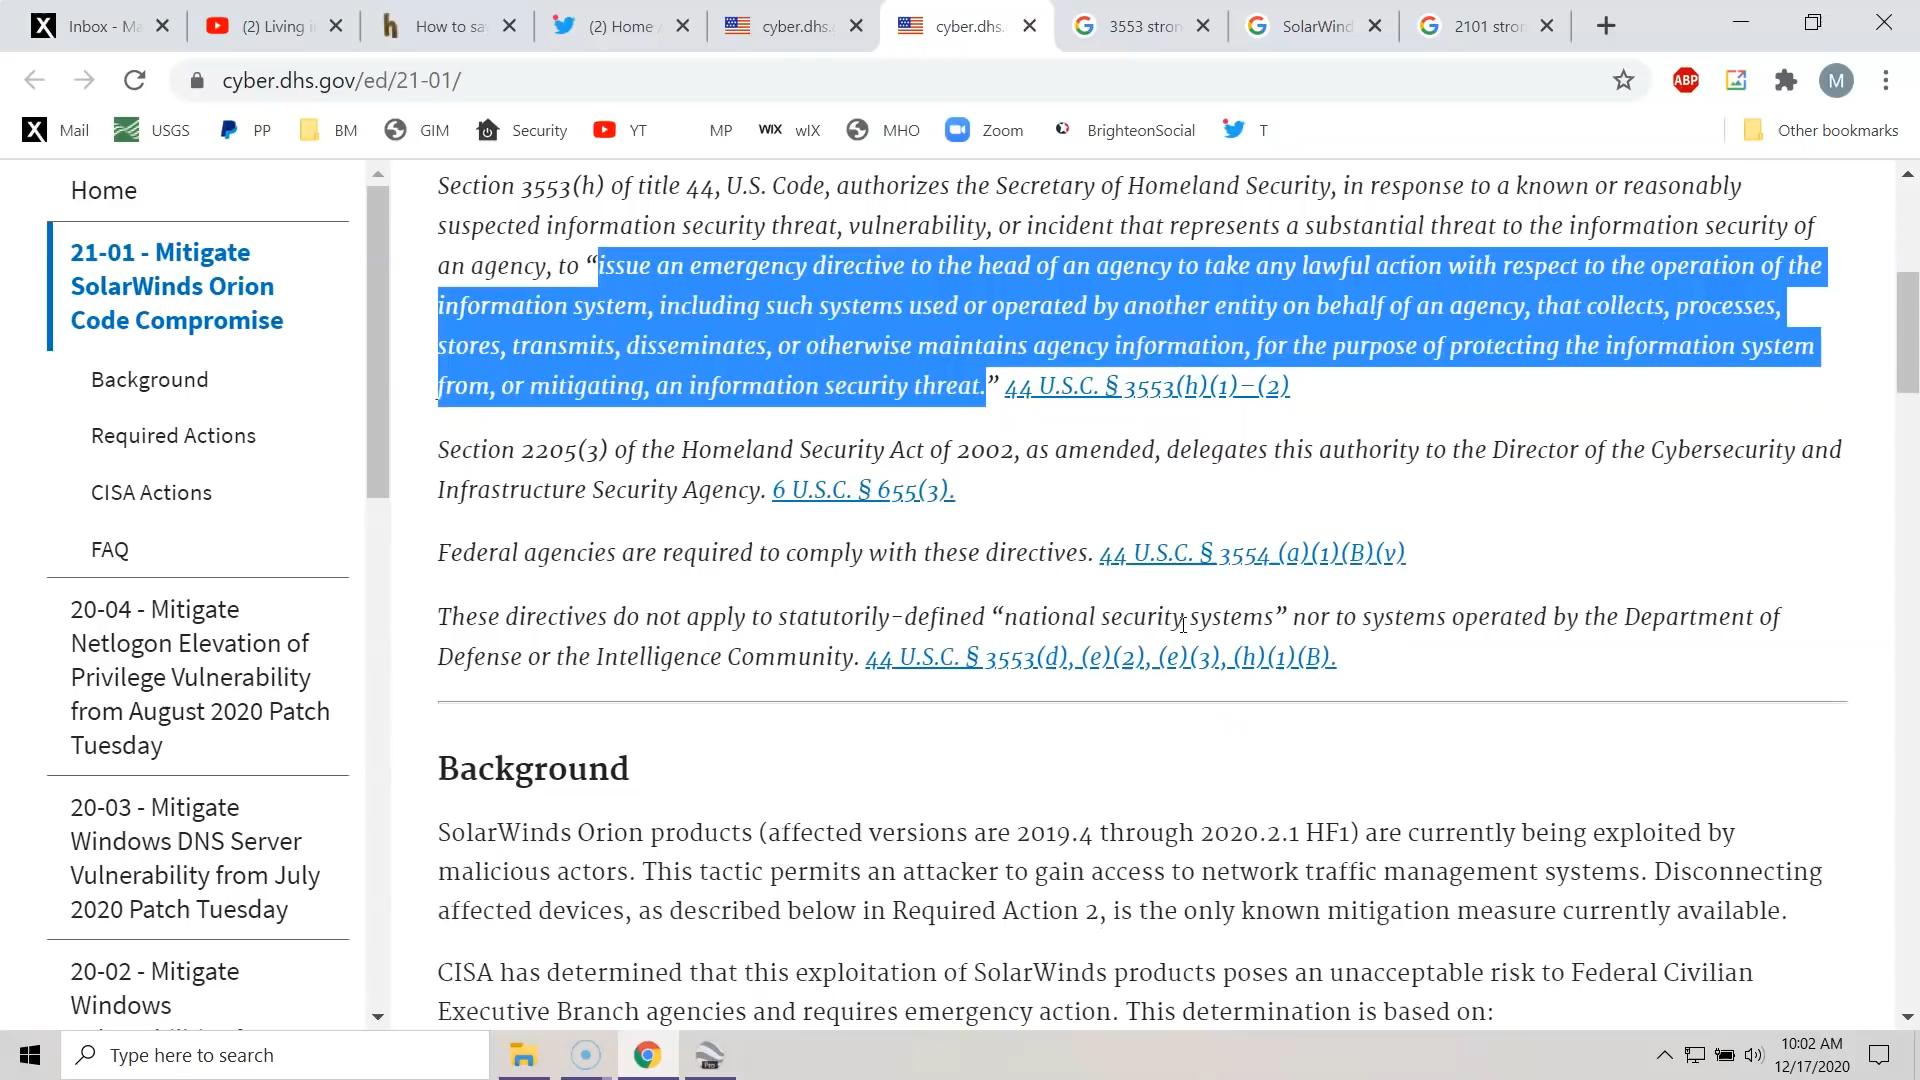 Inbox - Ma
(2) Living i
How to sa
(2) Home /
cyber.dhs.
cyber.dhs.
3553 stron
SolarWind
2101 stron
cyber.dhs.gov/ed/21-01/
ABP
M
X Mail
USGS
PP
BM
GIM
Security
YT
MP
WIX wIX
MHO
Zoom
BrighteonSocial
T
Other bookmarks
Home
21-01 - Mitigate
SolarWinds Orion
Code Compromise
Background
Required Actions
CISA Actions
FAQ
20-04 - Mitigate
Netlogon Elevation of
Privilege Vulnerability
from August 2020 Patch
Tuesday
20-03 - Mitigate
Windows DNS Server
Vulnerability from July
2020 Patch Tuesday
20-02 - Mitigate
Windows
Section 3553(h) of title 44, U.S. Code, authorizes the Secretary of Homeland Security, in response to a known or reasonably
suspected information security threat, vulnerability, or incident that represents a substantial threat to the information security of
an agency, to “issue an emergency directive to the head of an agency to take any lawful action with respect to the operation of the
information system, including such systems used or operated by another entity on behalf of an agency, that collects, processes,
stores, transmits, disseminates, or otherwise maintains agency information, for the purpose of protecting the information system
from, or mitigating, an information security threat.” 44 U.S.C. § 3553(h)(1)–(2)
Section 2205(3) of the Homeland Security Act of 2002, as amended, delegates this authority to the Director of the Cybersecurity and
Infrastructure Security Agency. 6 U.S.C. § 655(3).
Federal agencies are required to comply with these directives. 44 U.S.C. § 3554 (a)(1)(B)(v)
These directives do not apply to statutorily-defined “national security systems” nor to systems operated by the Department of
Defense or the Intelligence Community. 44 U.S.C. § 3553(d), (e)(2), (e)(3), (h)(1)(B).
Background
SolarWinds Orion products (affected versions are 2019.4 through 2020.2.1 HF1) are currently being exploited by
malicious actors. This tactic permits an attacker to gain access to network traffic management systems. Disconnecting
affected devices, as described below in Required Action 2, is the only known mitigation measure currently available.
CISA has determined that this exploitation of SolarWinds products poses an unacceptable risk to Federal Civilian
Executive Branch agencies and requires emergency action. This determination is based on:
Type here to search
10:02 AM
12/17/2020